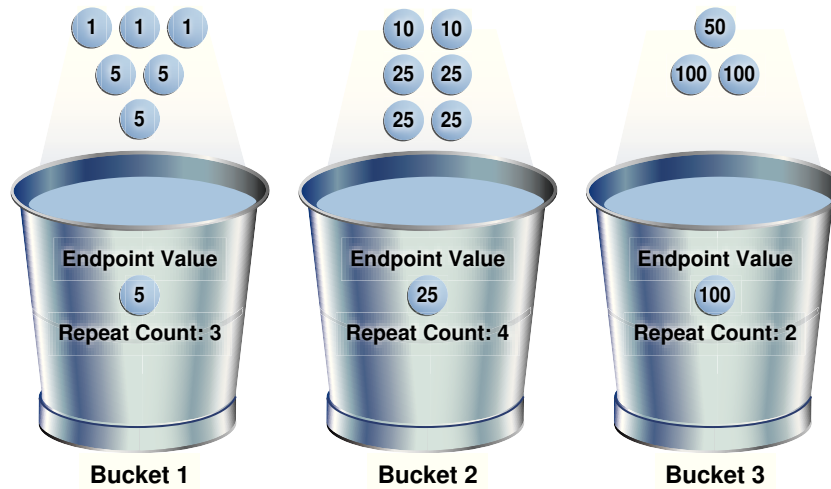 1 1 1
5 5
5
Endpoint Value
5
Repeat Count: 3
Bucket 1
10 10
25 25
25 25
Endpoint Value
25
Repeat Count: 4
Bucket 2
50
100 100
Endpoint Value
100
Repeat Count: 2
Bucket 3